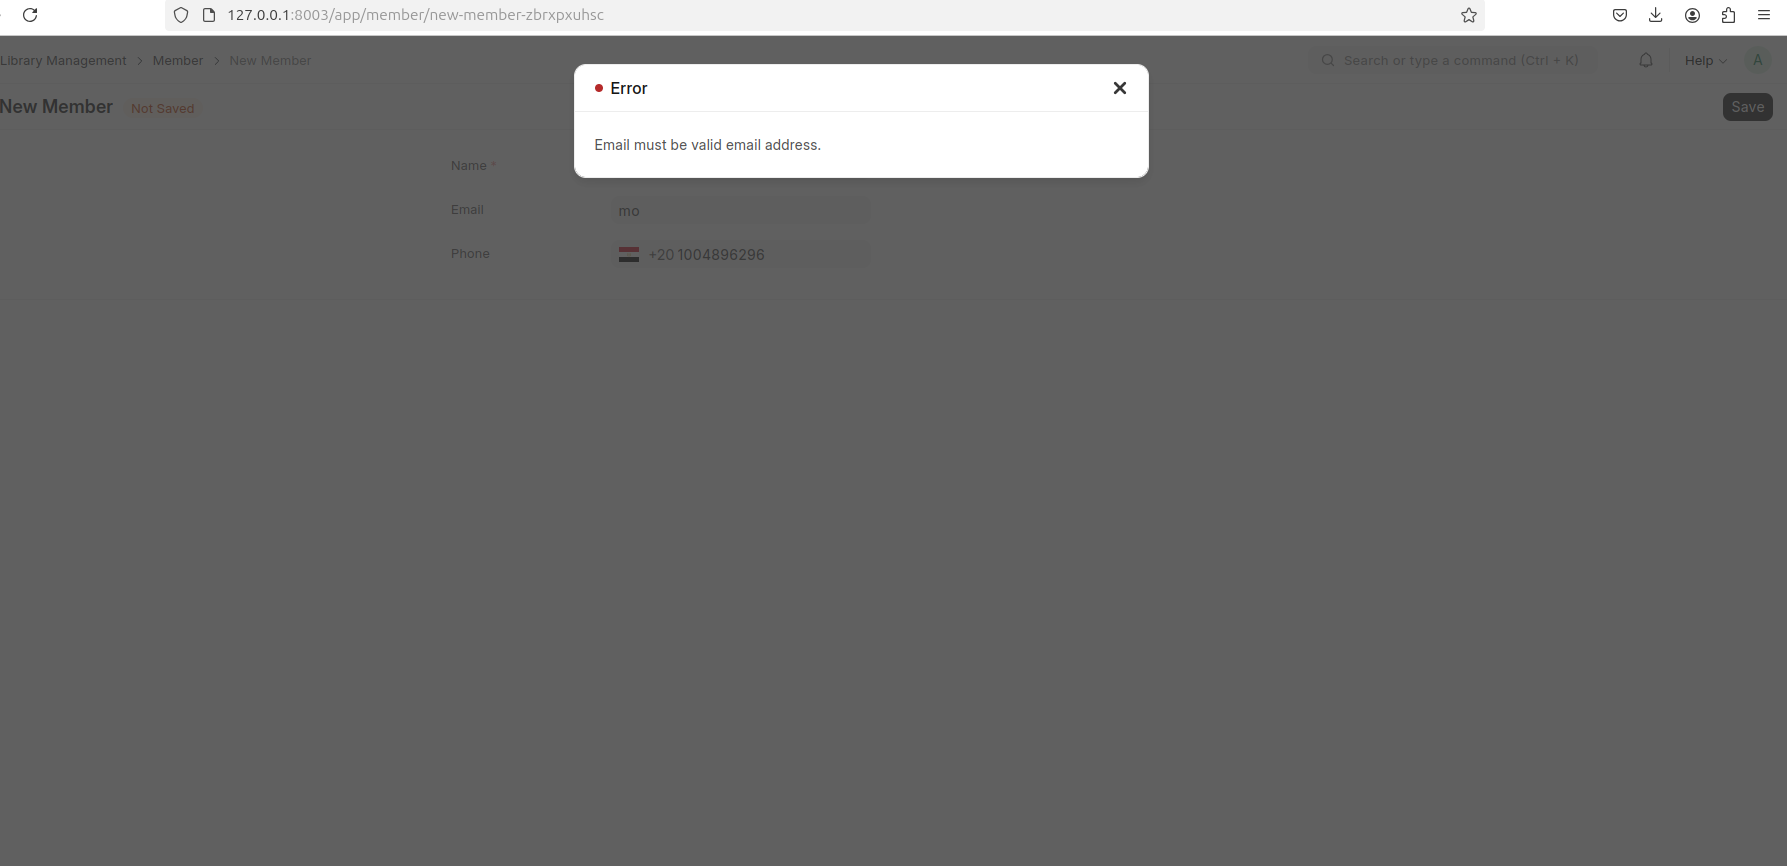 127.0.0.1:8003/app/member/new-member-zbrxpxuhsc
Library Management > Member > New Member
Search or type a command (Ctrl + K)
Help
A
New Member
Not Saved
Save
Error
Email must be valid email address.
Name *
Email
mo
Phone
+20 1004896296